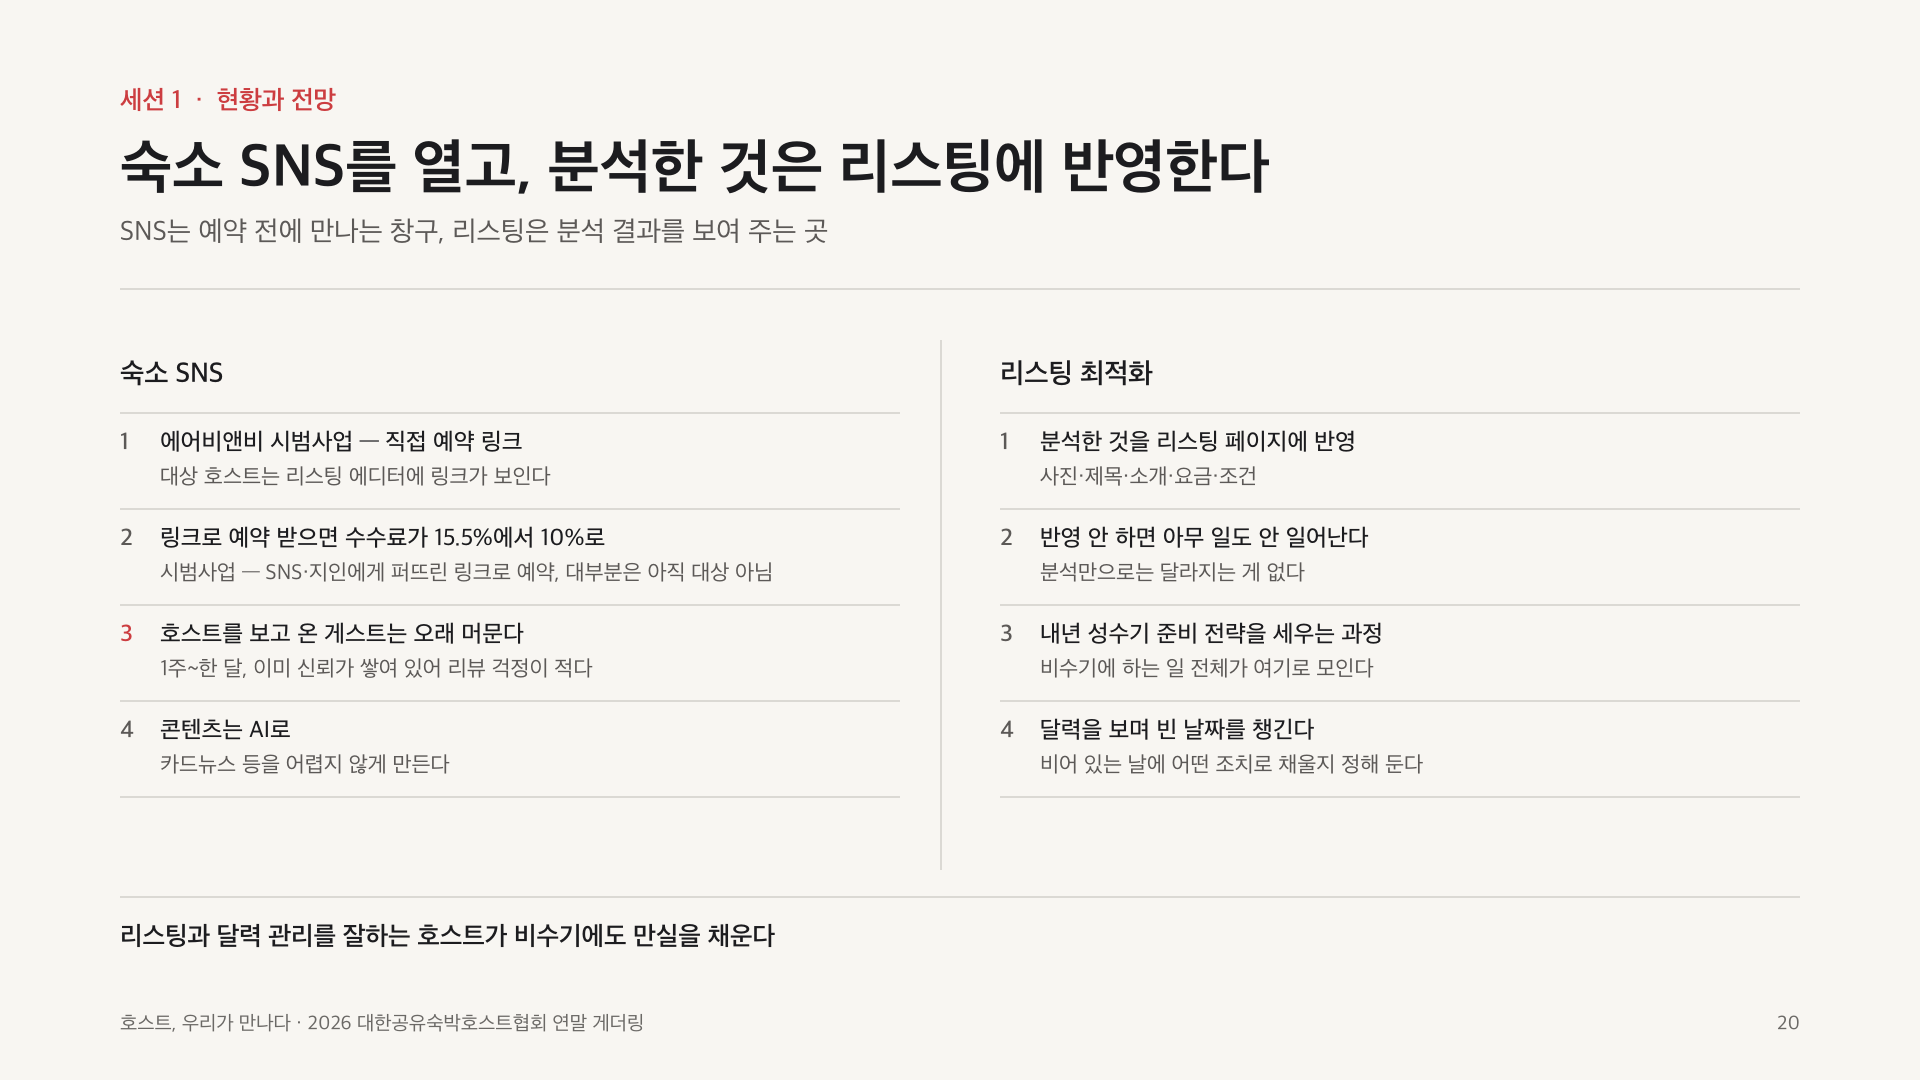 세션 1 · 현황과 전망
숙소 SNS를 열고, 분석한 것은 리스팅에 반영한다
SNS는 예약 전에 만나는 창구, 리스팅은 분석 결과를 보여 주는 곳
숙소 SNS
1 에어비앤비 시범사업 — 직접 예약 링크
대상 호스트는 리스팅 에디터에 링크가 보인다
2 링크로 예약 받으면 수수료가 15.5%에서 10%로
시범사업 — SNS·지인에게 퍼뜨린 링크로 예약, 대부분은 아직 대상 아님
3 호스트를 보고 온 게스트는 오래 머문다
1주~한 달, 이미 신뢰가 쌓여 있어 리뷰 걱정이 적다
4 콘텐츠는 AI로
카드뉴스 등을 어렵지 않게 만든다
리스팅 최적화
1 분석한 것을 리스팅 페이지에 반영
사진·제목·소개·요금·조건
2 반영 안 하면 아무 일도 안 일어난다
분석만으로는 달라지는 게 없다
3 내년 성수기 준비 전략을 세우는 과정
비수기에 하는 일 전체가 여기로 모인다
4 달력을 보며 빈 날짜를 챙긴다
비어 있는 날에 어떤 조치로 채울지 정해 둔다
리스팅과 달력 관리를 잘하는 호스트가 비수기에도 만실을 채운다
호스트, 우리가 만나다 · 2026 대한공유숙박호스트협회 연말 게더링
20